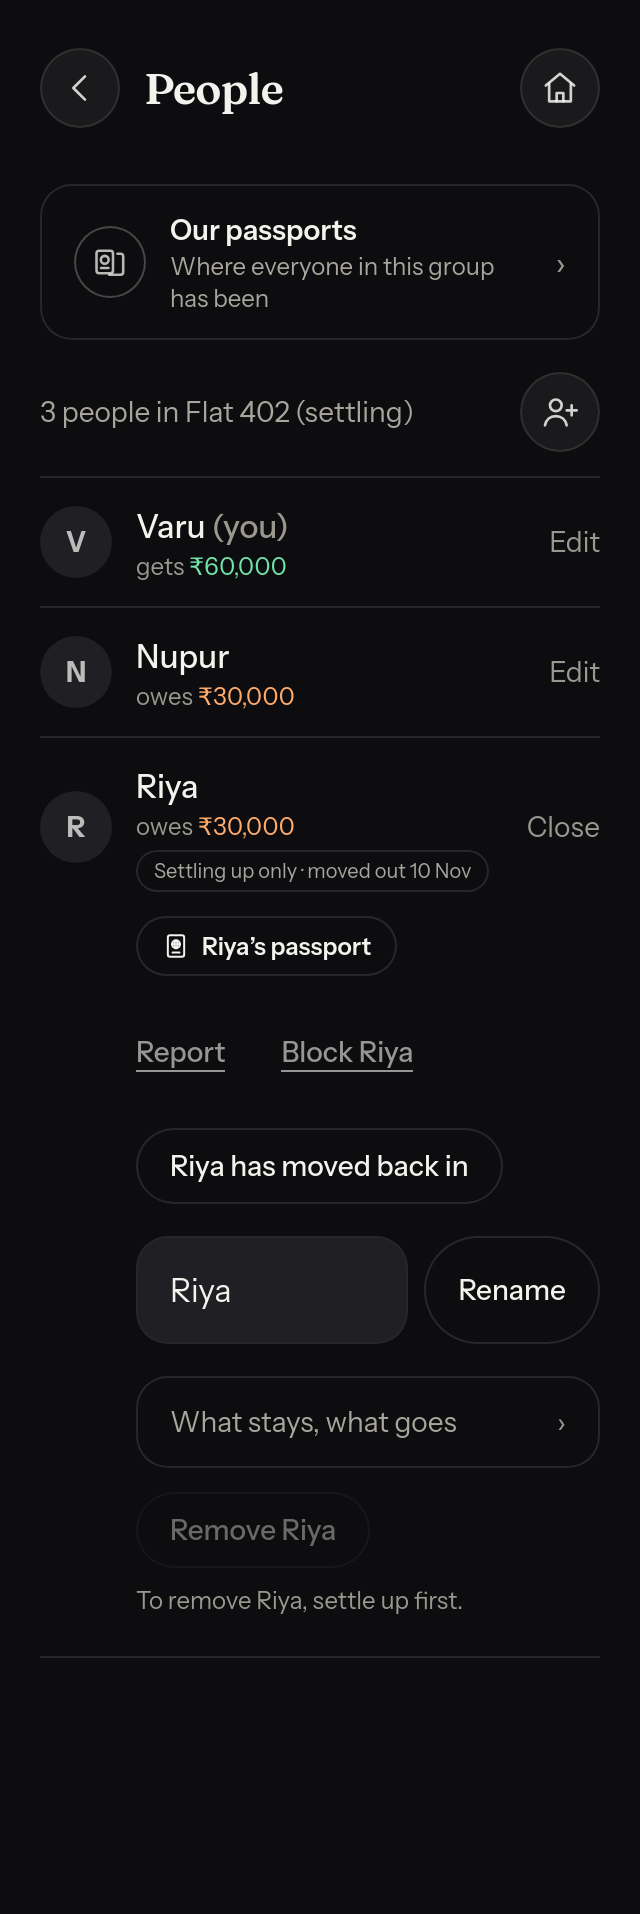 People
Our passports
Where everyone in this group
has been
›
3 people in Flat 402 (settling)
V
Varu (you)
gets ₹60,000
Edit
N
Nupur
owes ₹30,000
Edit
R
Riya
owes ₹30,000
Settling up only · moved out 10 Nov
Close
Riya’s passport
Report
Block Riya
Riya has moved back in
Riya
Rename
What stays, what goes
›
Remove Riya
To remove Riya, settle up first.